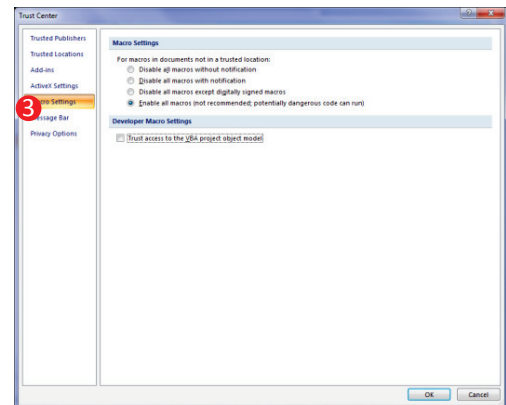 Trust Center
Trusted Publishers
Trusted Locations
Add-ins
ActiveX Settings
cro Settings
3
essage Bar
Privacy Options
Macro Settings
For macros in documents not in a trusted location:
Disable all macros without notification
Disable all macros with notification
Disable all macros except digitally signed macros
Enable all macros (not recommended; potentially dangerous code can run)
Developer Macro Settings
Trust access to the VBA project object model
OK
Cancel